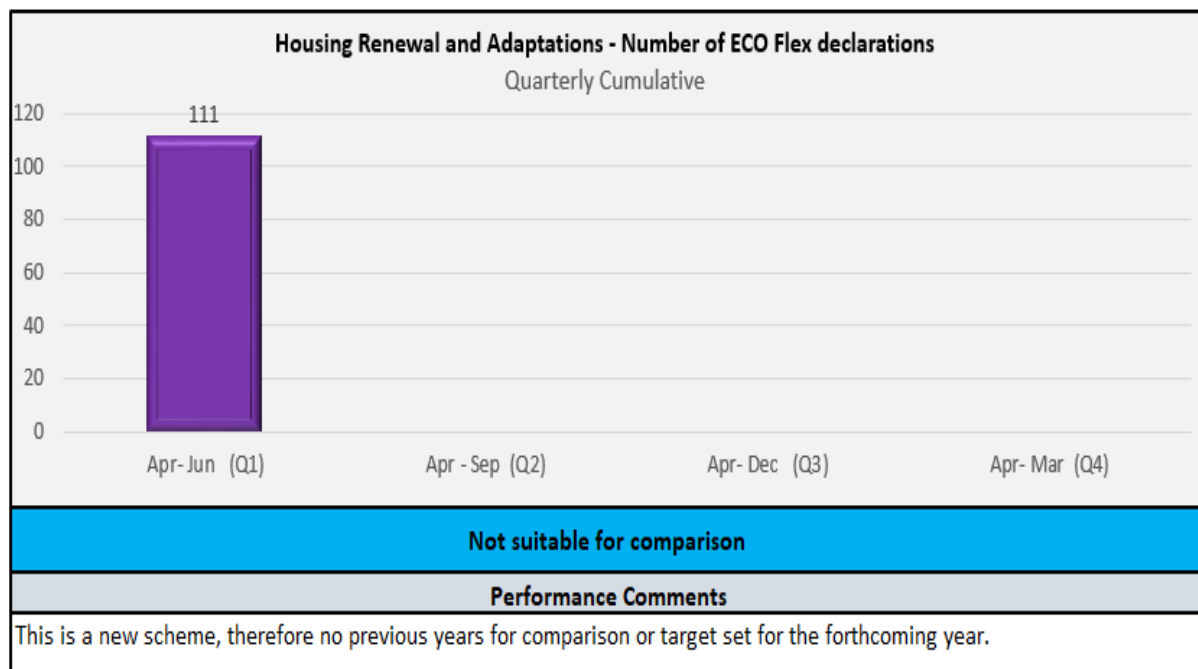 Housing Renewal and Adaptations - Number of ECO Flex declarations
Quarterly Cumulative
120
111
100
80
60
40
20
0
Apr- Jun (Q1)
Apr - Sep (Q2)
Apr- Dec (Q3)
Apr- Mar (Q4)
Not suitable for comparison
Performance Comments
This is a new scheme, therefore no previous years for comparison or target set for the forthcoming year.